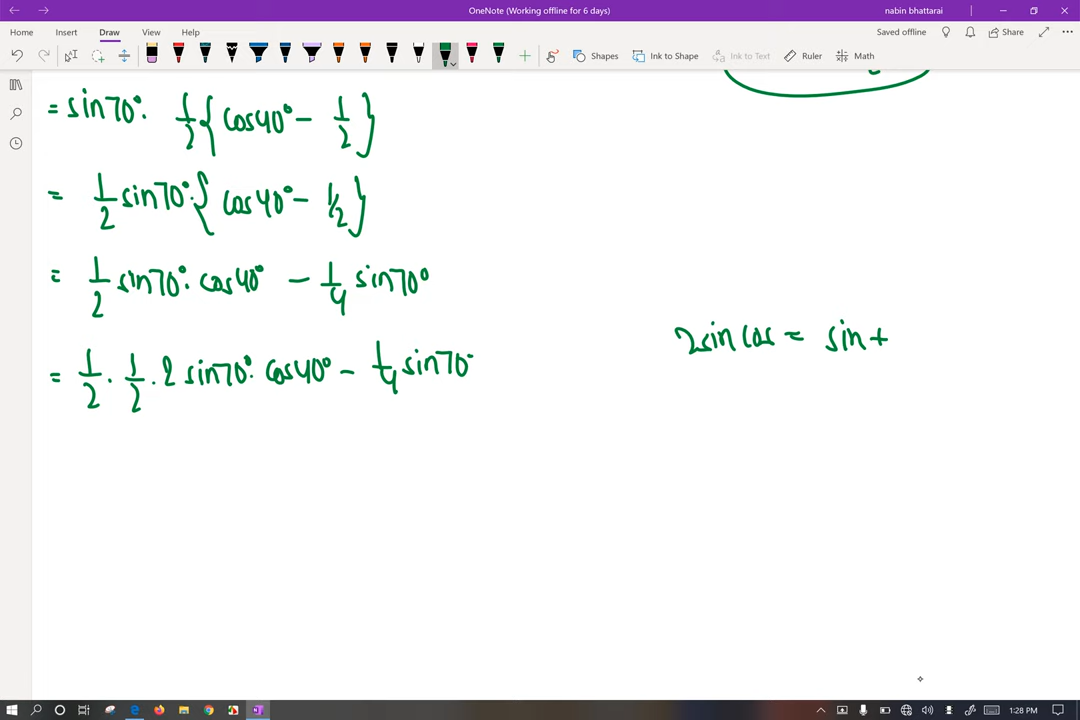 OneNote (Working offline for 6 days)
nabin bhattarai
Home Insert Draw View Help
Saved offline Share
Shapes Ink to Shape Ink to Text Ruler Math
= sin70°. 1/2 { cos40° - 1/2 }
= 1/2 sin70°. { cos40° - 1/2 }
= 1/2 sin70°. cos40° - 1/4 sin70°
2sin cos = sin +
= 1/2 . 1/2 . 2 sin70°. cos40° - 1/4 sin70°
1:28 PM